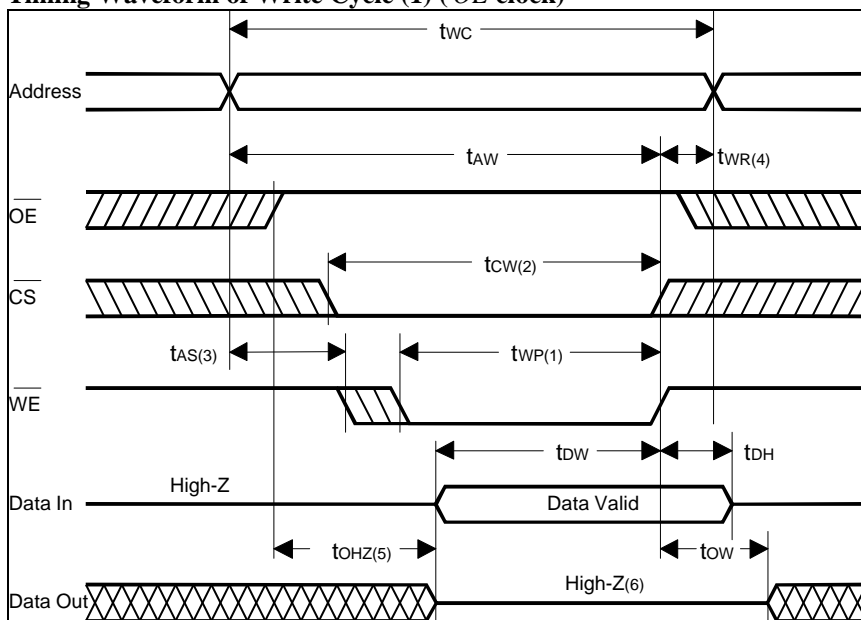 Timing Waveform of Write Cycle (1) (OE clock)
tWC
Address
tAW
tWR(4)
OE
tCW(2)
CS
tAS(3)
tWP(1)
WE
tDW
tDH
High-Z
Data In
Data Valid
tOHZ(5)
tOW
High-Z(6)
Data Out